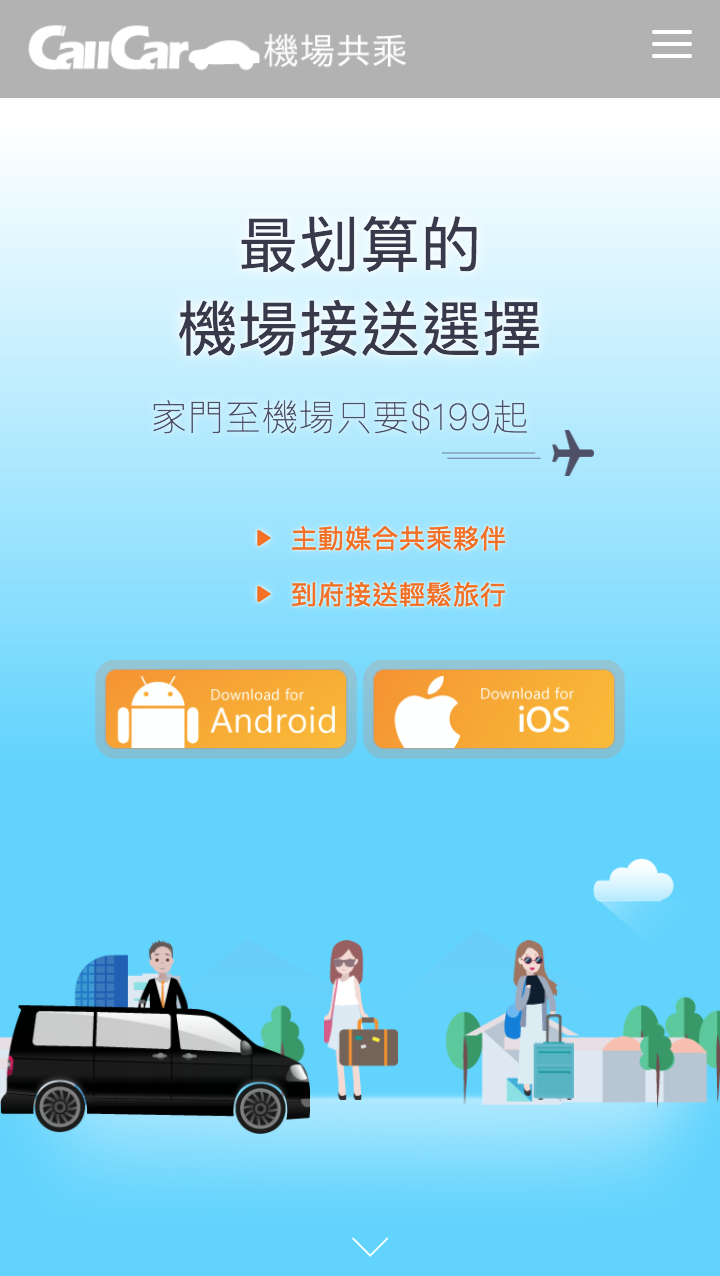 CallCar 機場共乘
最划算的
機場接送選擇
家門至機場只要$199起
主動媒合共乘夥伴
到府接送輕鬆旅行
Download for
Android
Download for
iOS